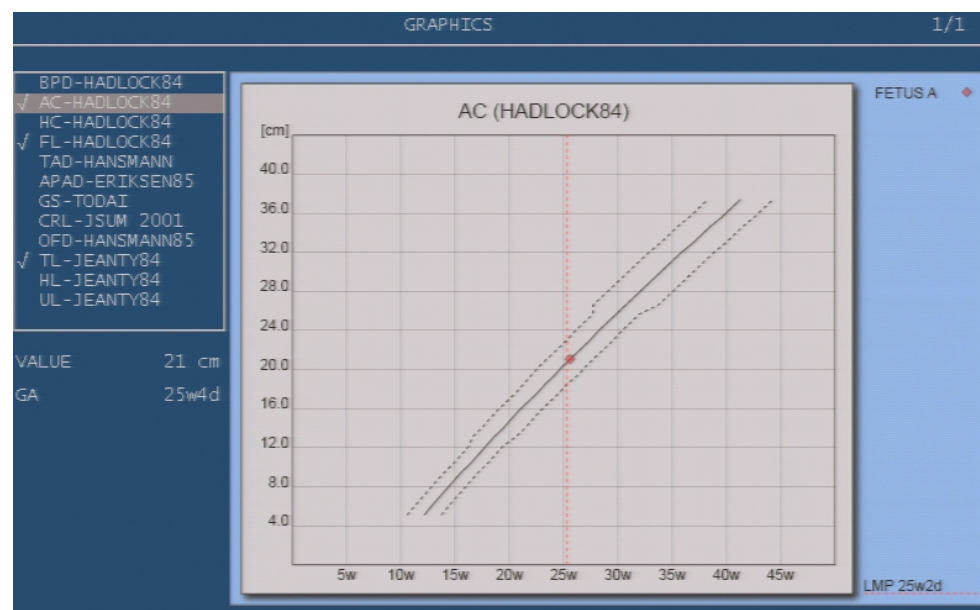 GRAPHICS 1/1
BPD-HADLOCK84
√ AC-HADLOCK84
HC-HADLOCK84
√ FL-HADLOCK84
TAD-HANSMANN
APAD-ERIKSEN85
GS-TODAI
CRL-JSUM 2001
OFD-HANSMANN85
√ TL-JEANTY84
HL-JEANTY84
UL-JEANTY84
VALUE 21 cm
GA 25w4d
AC (HADLOCK84)
[cm]
40.0
36.0
32.0
28.0
24.0
20.0
16.0
12.0
8.0
4.0
5w 10w 15w 20w 25w 30w 35w 40w 45w
FETUS A
LMP 25w2d